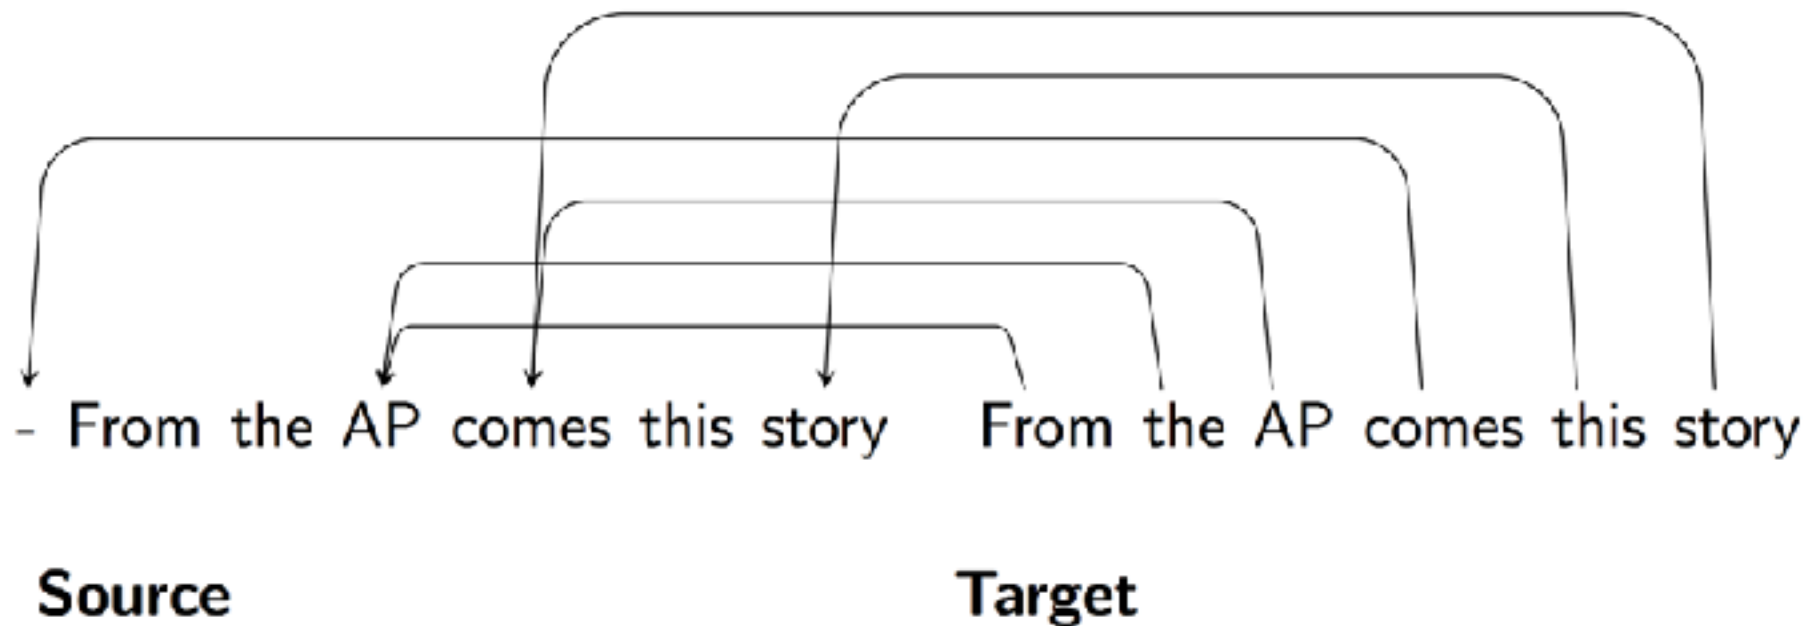 - From the AP comes this story From the AP comes this story
Source Target